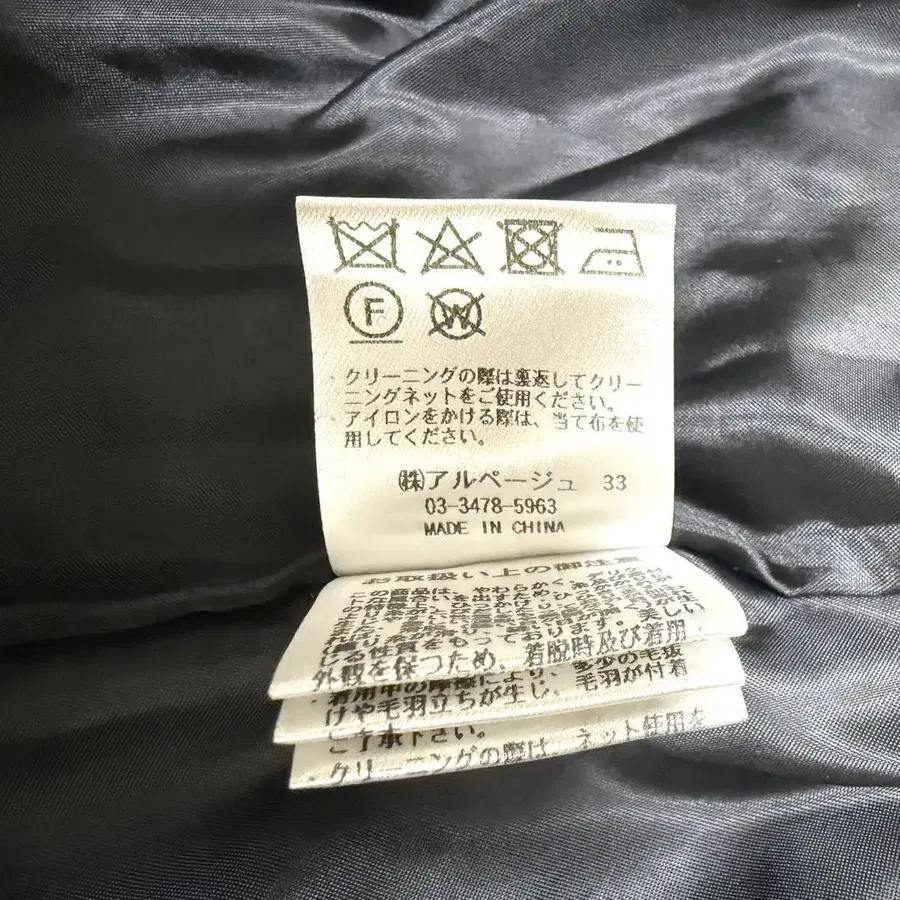 F
W
クリーニングの際は裏返してクリー
ニングネットをご使用ください。
アイロンをかける際は、当て布を使
用してください。
㈱アルページュ 33
03-3478-5963
MADE IN CHINA
お取扱い上の御注意
美しい
る性質をもっております。
外観を保つため、着脱時及び着用
着用中の摩擦により、多少の毛玻
けや毛羽立ちが生じ、毛羽が付着
ご了承下さい。
クリーニングの際は、ネット使用を